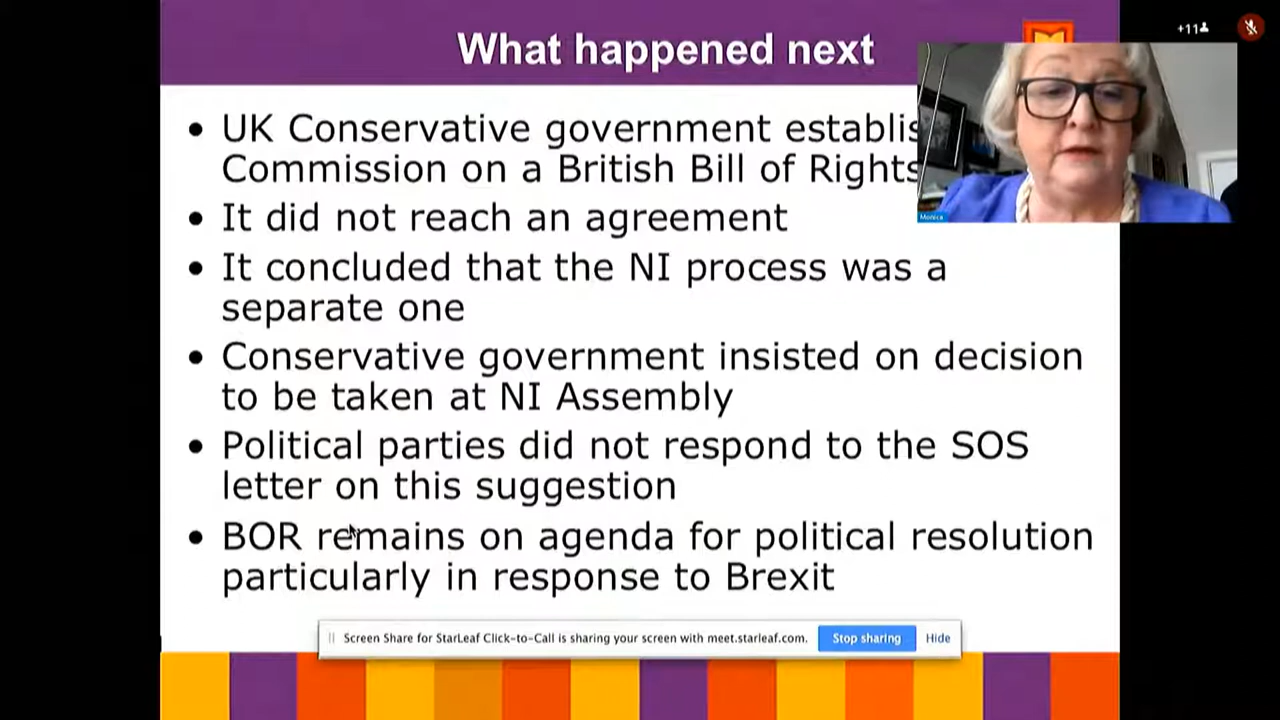 What happened next
+11
• UK Conservative government establis
Commission on a British Bill of Rights
Monica
• It did not reach an agreement
• It concluded that the NI process was a
separate one
• Conservative government insisted on decision
to be taken at NI Assembly
• Political parties did not respond to the SOS
letter on this suggestion
• BOR remains on agenda for political resolution
particularly in response to Brexit
Screen Share for StarLeaf Click-to-Call is sharing your screen with meet.starleaf.com. Stop sharing Hide